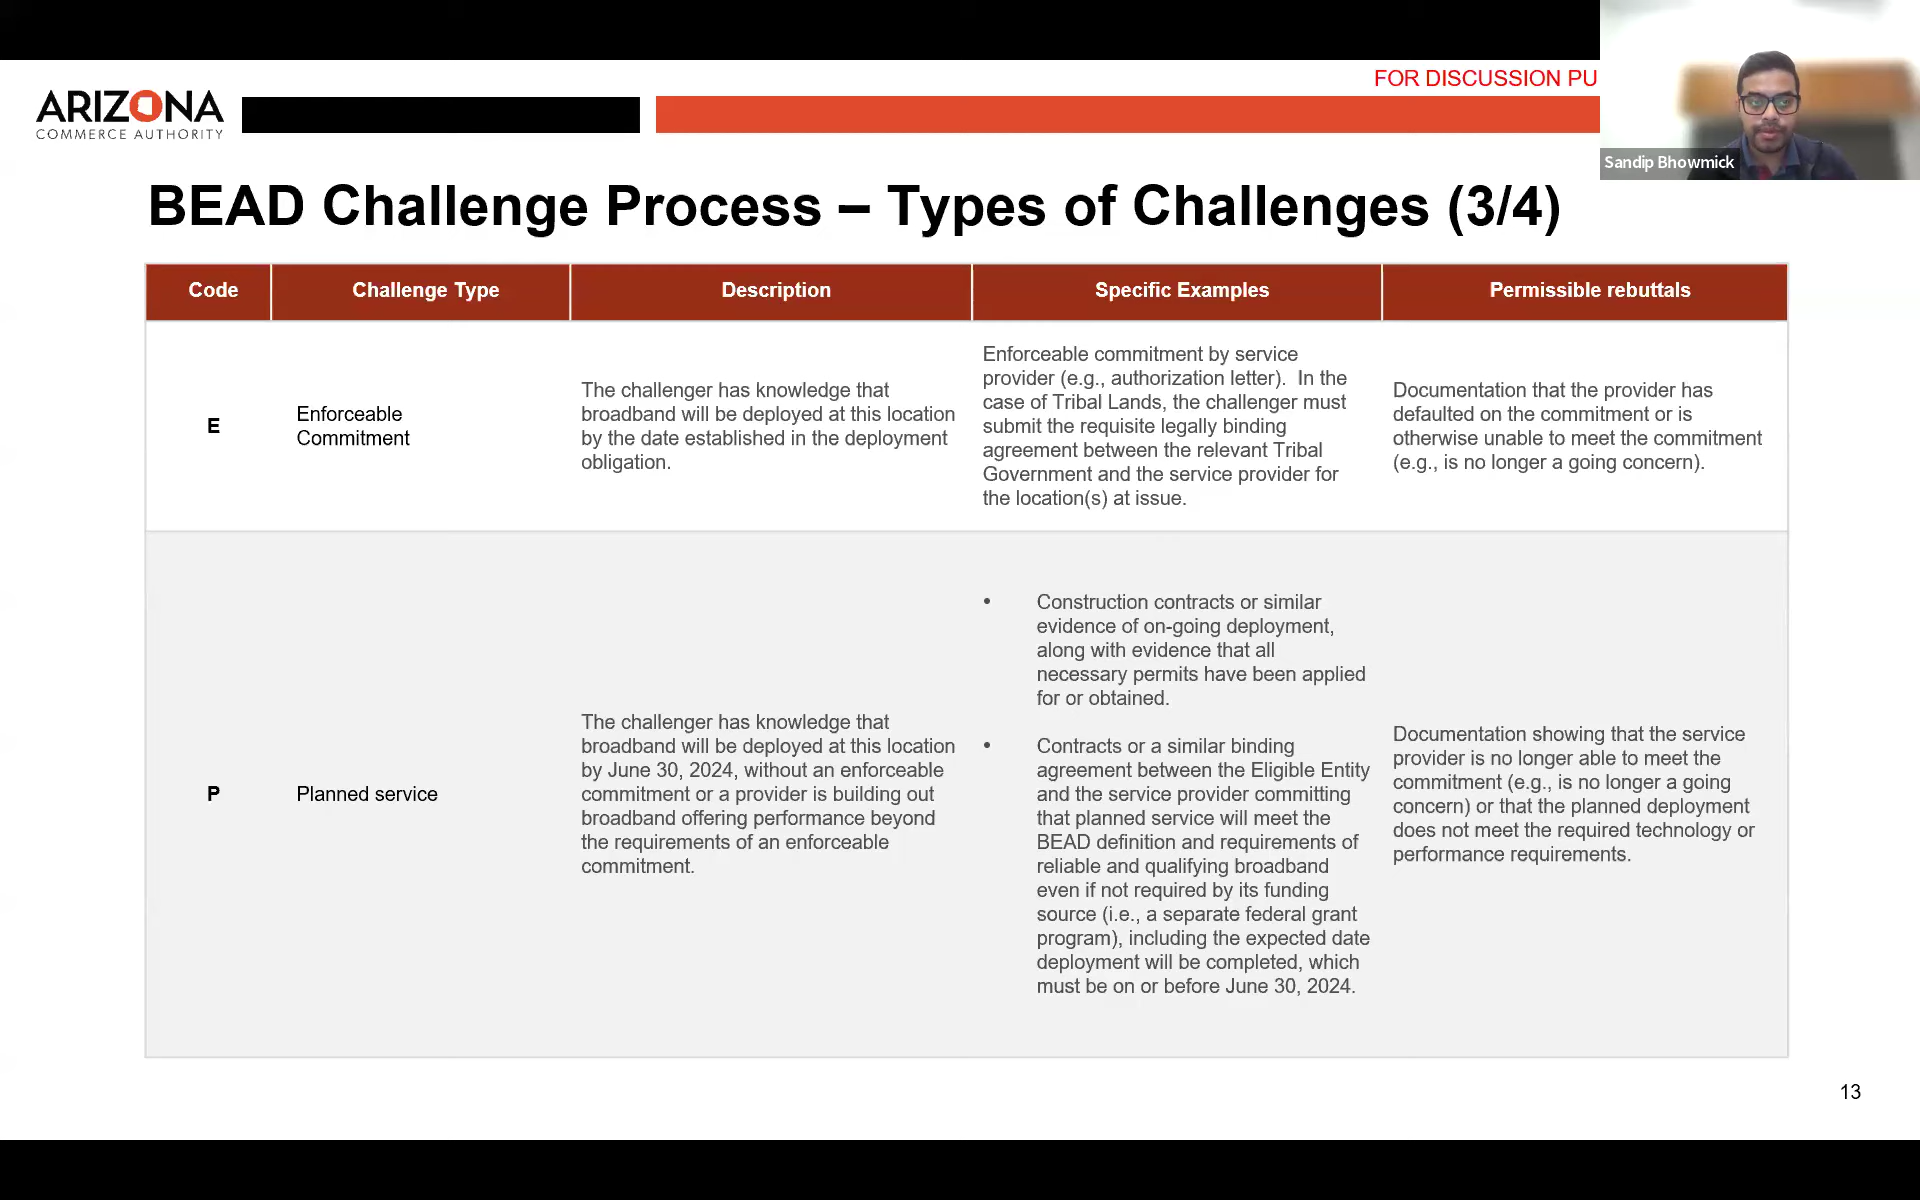 FOR DISCUSSION PU
ARIZONA
COMMERCE AUTHORITY
Sandip Bhowmick
BEAD Challenge Process – Types of Challenges (3/4)
Code
Challenge Type
Description
Specific Examples
Permissible rebuttals
E
Enforceable
Commitment
The challenger has knowledge that
broadband will be deployed at this location
by the date established in the deployment
obligation.
Enforceable commitment by service
provider (e.g., authorization letter).  In the
case of Tribal Lands, the challenger must
submit the requisite legally binding
agreement between the relevant Tribal
Government and the service provider for
the location(s) at issue.
Documentation that the provider has
defaulted on the commitment or is
otherwise unable to meet the commitment
(e.g., is no longer a going concern).
P
Planned service
The challenger has knowledge that
broadband will be deployed at this location
by June 30, 2024, without an enforceable
commitment or a provider is building out
broadband offering performance beyond
the requirements of an enforceable
commitment.
• Construction contracts or similar
evidence of on-going deployment,
along with evidence that all
necessary permits have been applied
for or obtained.
• Contracts or a similar binding
agreement between the Eligible Entity
and the service provider committing
that planned service will meet the
BEAD definition and requirements of
reliable and qualifying broadband
even if not required by its funding
source (i.e., a separate federal grant
program), including the expected date
deployment will be completed, which
must be on or before June 30, 2024.
Documentation showing that the service
provider is no longer able to meet the
commitment (e.g., is no longer a going
concern) or that the planned deployment
does not meet the required technology or
performance requirements.
13